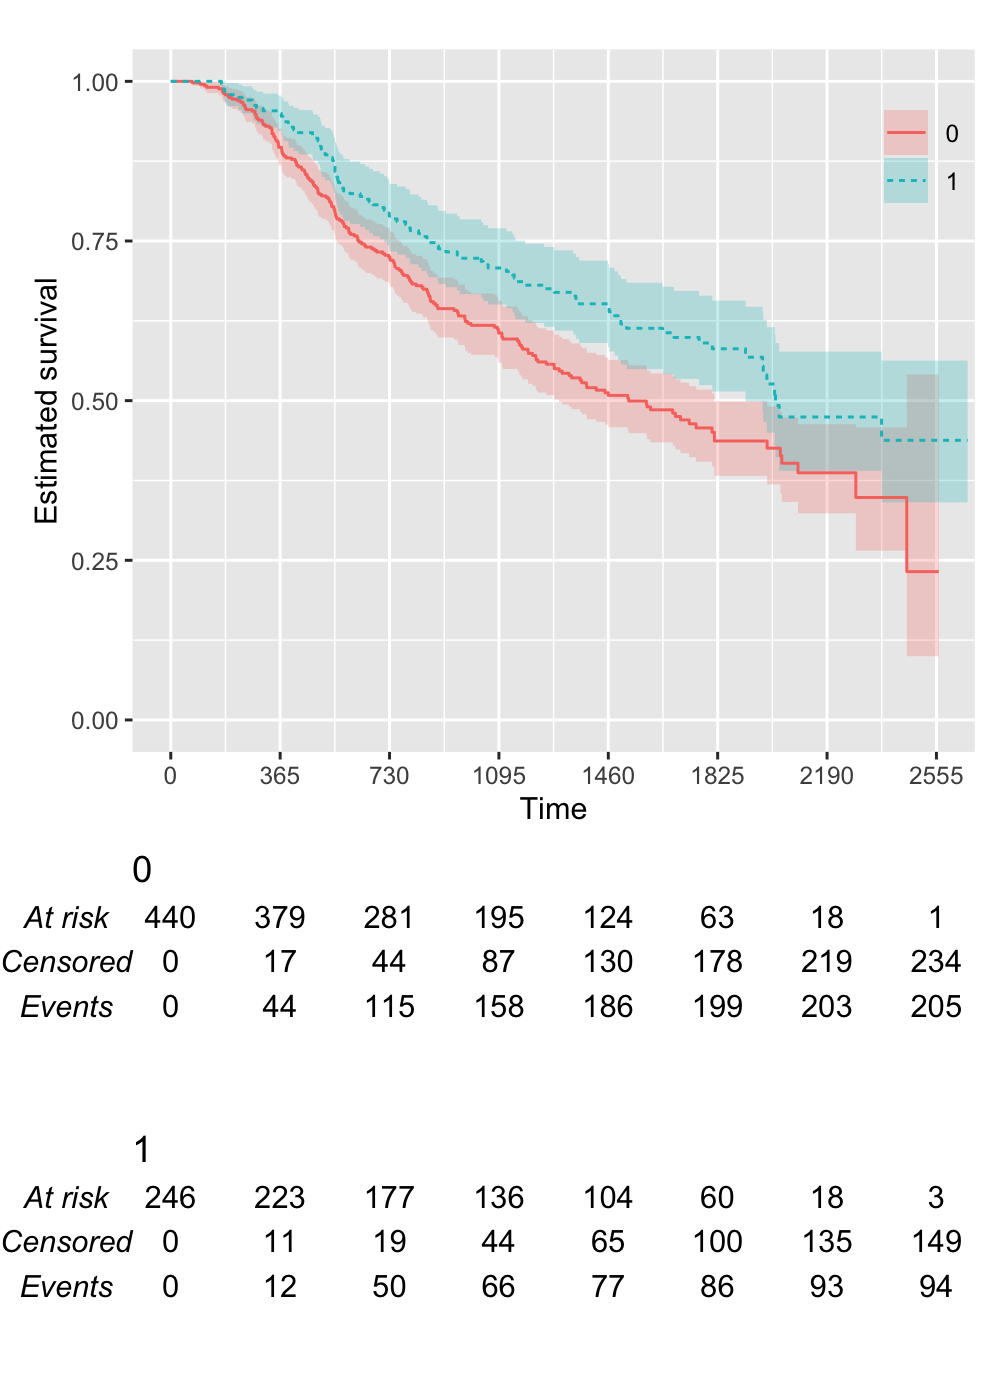 1.00
0.75
0.50
0.25
0.00
Estimated survival
0
1
0 365 730 1095 1460 1825 2190 2555
Time
0
At risk 440 379 281 195 124 63 18 1
Censored 0 17 44 87 130 178 219 234
Events 0 44 115 158 186 199 203 205
1
At risk 246 223 177 136 104 60 18 3
Censored 0 11 19 44 65 100 135 149
Events 0 12 50 66 77 86 93 94